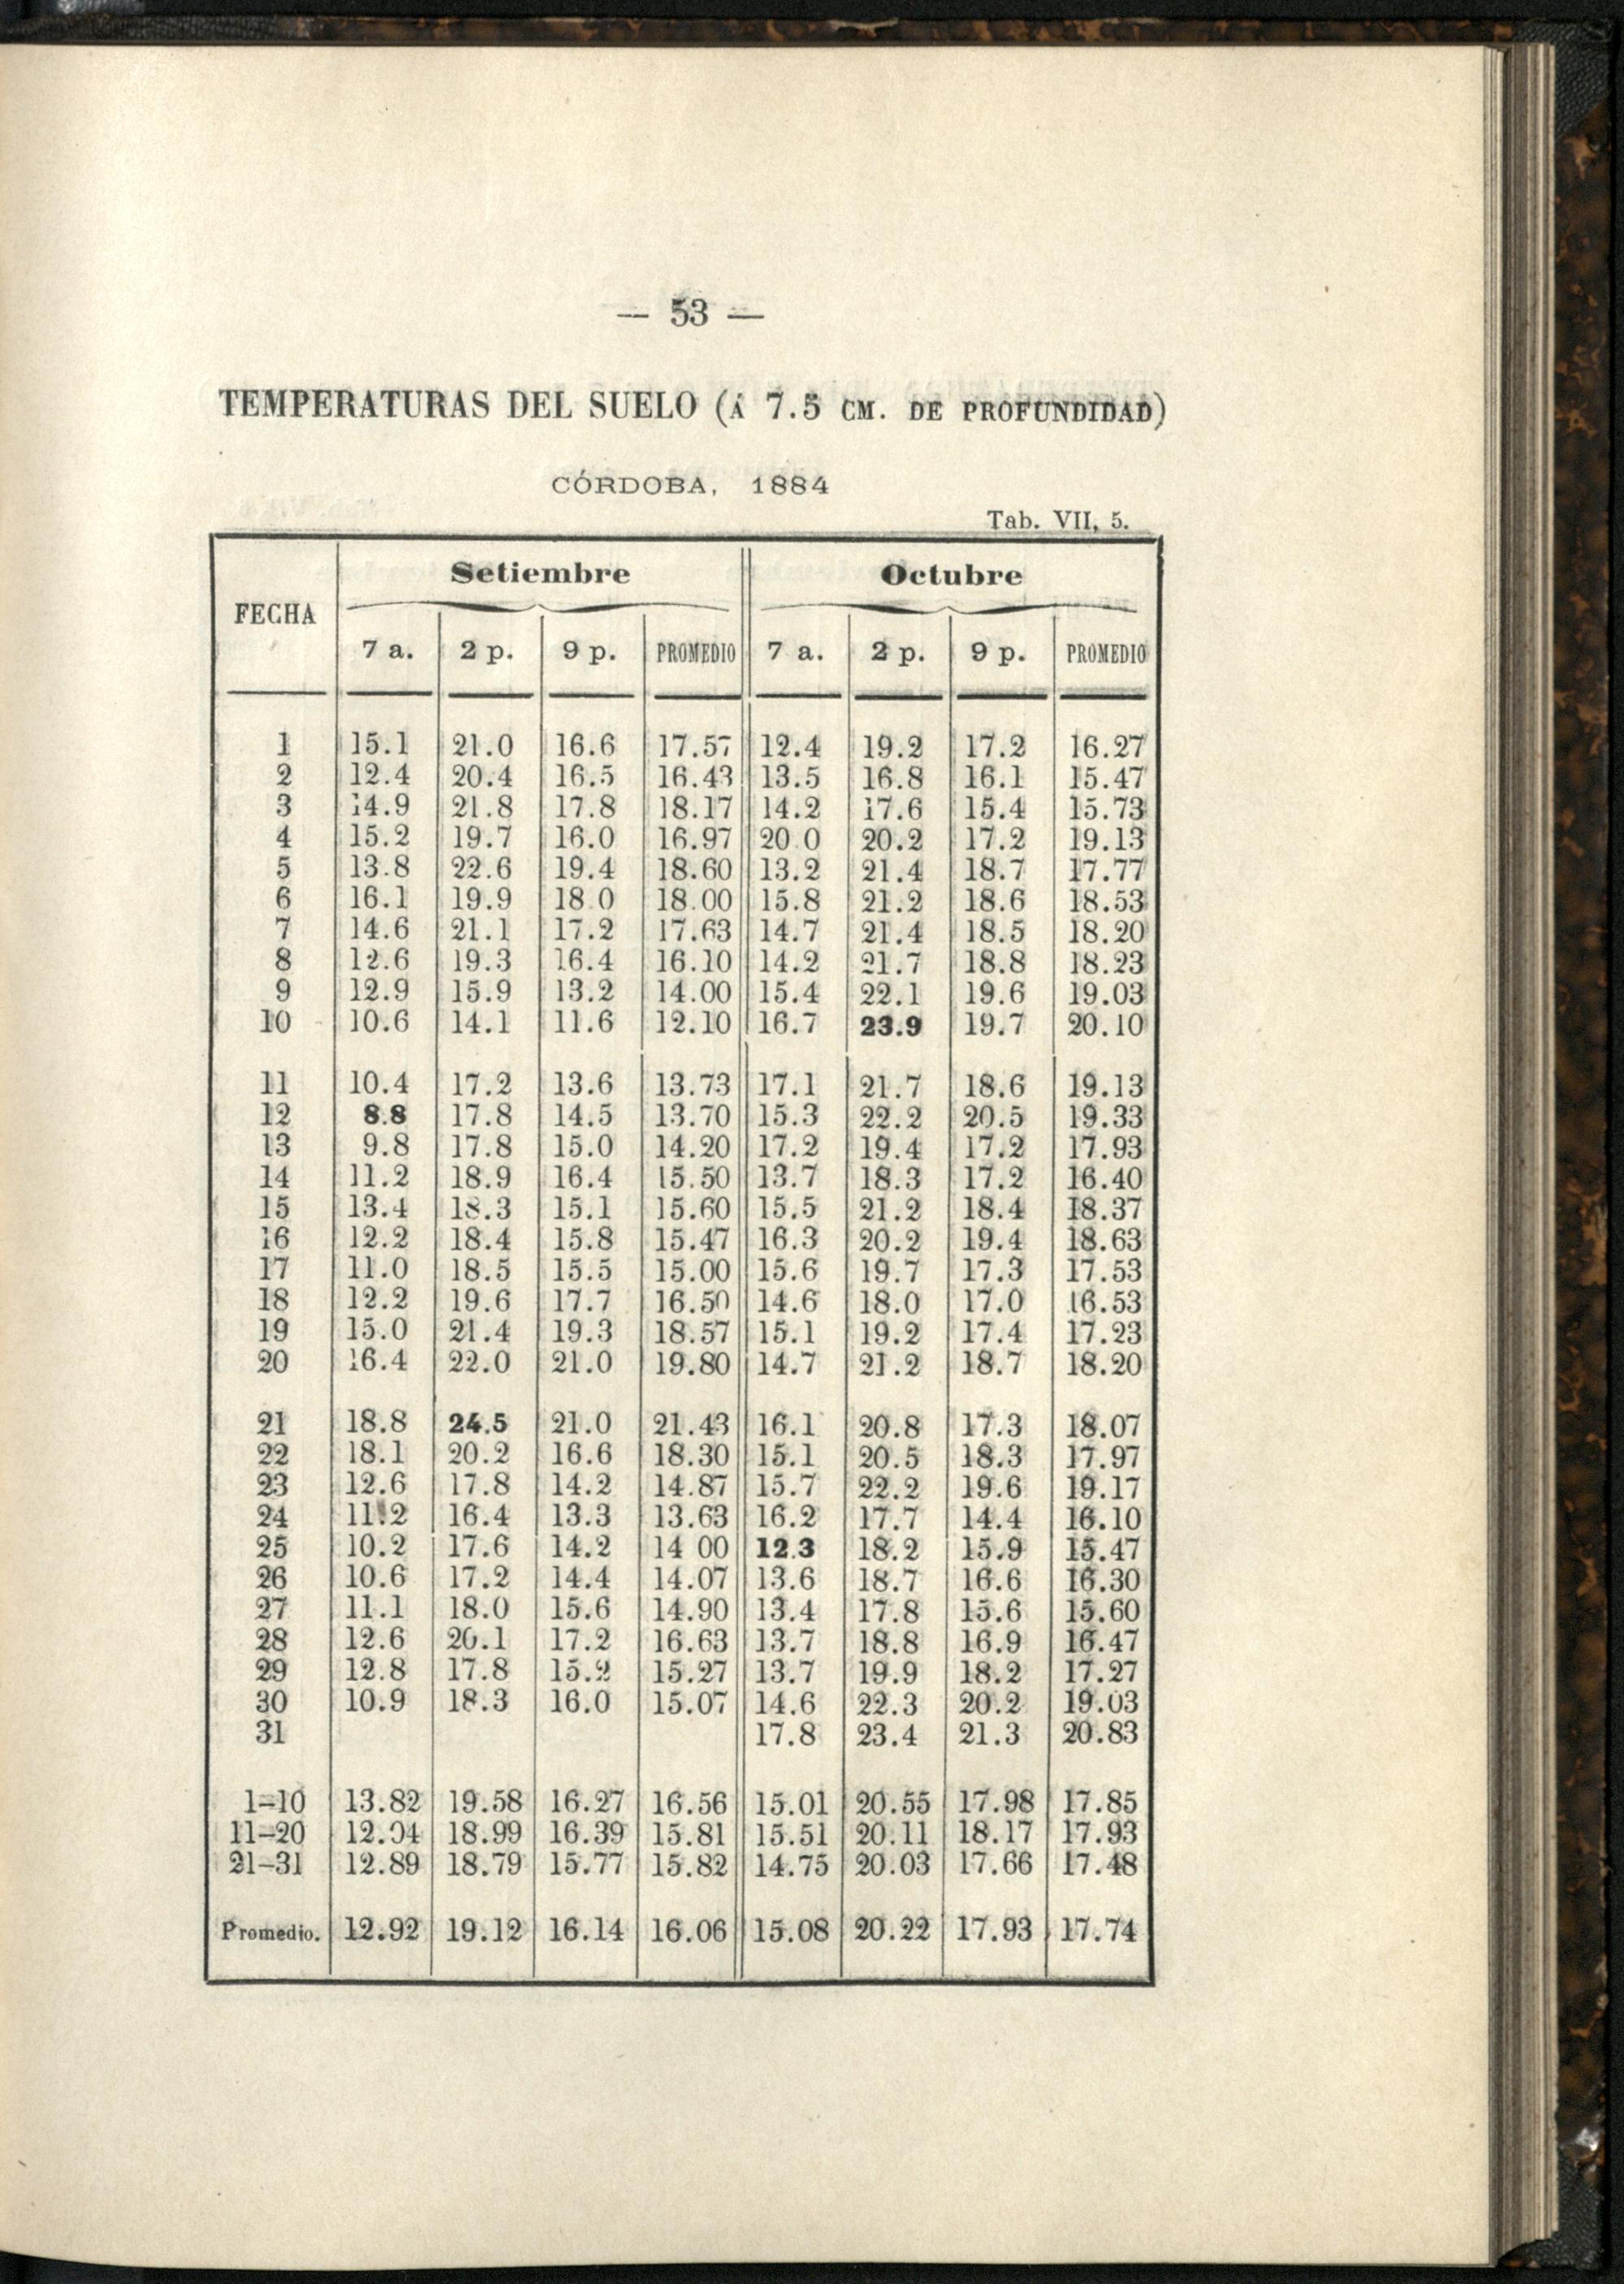 — 53 —
TEMPERATURAS DEL SUELO (Á 7.5 CM. DE PROFUNDIDAD)
CÓRDOBA, 1884
Tab. VII, 5.
FECHA Setiembre Octubre
7 a. 2 p. 9 p. PROMEDIO 7 a. 2 p. 9 p. PROMEDIO
1 15.1 21.0 16.6 17.57 12.4 19.2 17.2 16.27
2 12.4 20.4 16.5 16.43 13.5 16.8 16.1 15.47
3 14.9 21.8 17.8 18.17 14.2 17.6 15.4 15.73
4 15.2 19.7 16.0 16.97 20 0 20.2 17.2 19.13
5 13.8 22.6 19.4 18.60 13.2 21.4 18.7 17.77
6 16.1 19.9 18 0 18.00 15.8 21.2 18.6 18.53
7 14.6 21.1 17.2 17.63 14.7 21.4 18.5 18.20
8 12.6 19.3 16.4 16.10 14.2 21.7 18.8 18.23
9 12.9 15.9 13.2 14.00 15.4 22.1 19.6 19.03
10 10.6 14.1 11.6 12.10 16.7 23.9 19.7 20.10
11 10.4 17.2 13.6 13.73 17.1 21.7 18.6 19.13
12 8.8 17.8 14.5 13.70 15.3 22.2 20.5 19.33
13 9.8 17.8 15.0 14.20 17.2 19.4 17.2 17.93
14 11.2 18.9 16.4 15.50 13.7 18.3 17.2 16.40
15 13.4 18.3 15.1 15.60 15.5 21.2 18.4 18.37
16 12.2 18.4 15.8 15.47 16.3 20.2 19.4 18.63
17 11.0 18.5 15.5 15.00 15.6 19.7 17.3 17.53
18 12.2 19.6 17.7 16.50 14.6 18.0 17.0 16.53
19 15.0 21.4 19.3 18.57 15.1 19.2 17.4 17.23
20 16.4 22.0 21.0 19.80 14.7 21.2 18.7 18.20
21 18.8 24.5 21.0 21.43 16.1 20.8 17.3 18.07
22 18.1 20.2 16.6 18.30 15.1 20.5 18.3 17.97
23 12.6 17.8 14.2 14.87 15.7 22.2 19.6 19.17
24 11.2 16.4 13.3 13.63 16.2 17.7 14.4 16.10
25 10.2 17.6 14.2 14 00 12.3 18.2 15.9 15.47
26 10.6 17.2 14.4 14.07 13.6 18.7 16.6 16.30
27 11.1 18.0 15.6 14.90 13.4 17.8 15.6 15.60
28 12.6 20.1 17.2 16.63 13.7 18.8 16.9 16.47
29 12.8 17.8 15.2 15.27 13.7 19.9 18.2 17.27
30 10.9 18.3 16.0 15.07 14.6 22.3 20.2 19.03
31 17.8 23.4 21.3 20.83
1–10 13.82 19.58 16.27 16.56 15.01 20.55 17.98 17.85
11–20 12.04 18.99 16.39 15.81 15.51 20.11 18.17 17.93
21–31 12.89 18.79 15.77 15.82 14.75 20.03 17.66 17.48
Promedio. 12.92 19.12 16.14 16.06 15.08 20.22 17.93 17.74